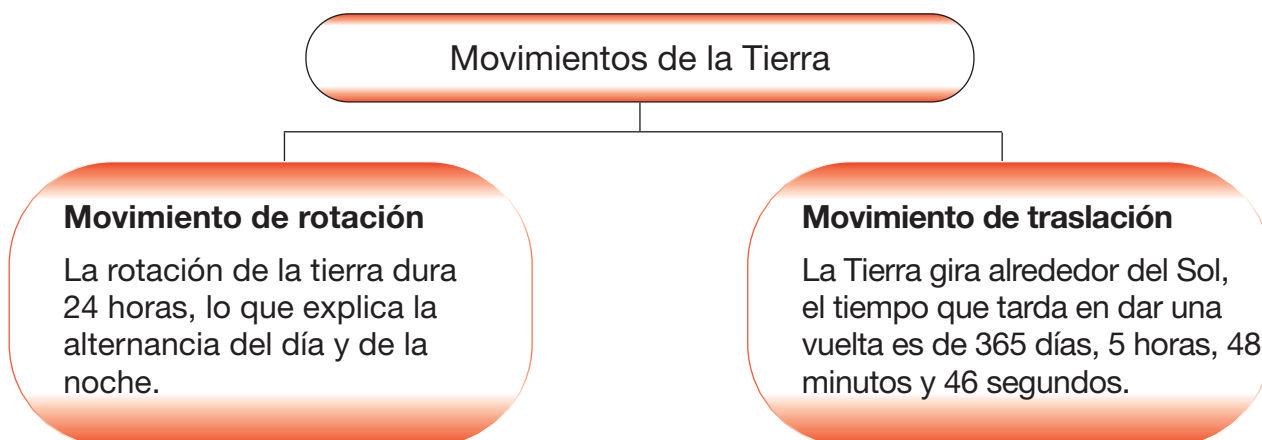 Movimientos de la Tierra
Movimiento de rotación
La rotación de la tierra dura
24 horas, lo que explica la
alternancia del día y de la
noche.
Movimiento de traslación
La Tierra gira alrededor del Sol,
el tiempo que tarda en dar una
vuelta es de 365 días, 5 horas, 48
minutos y 46 segundos.